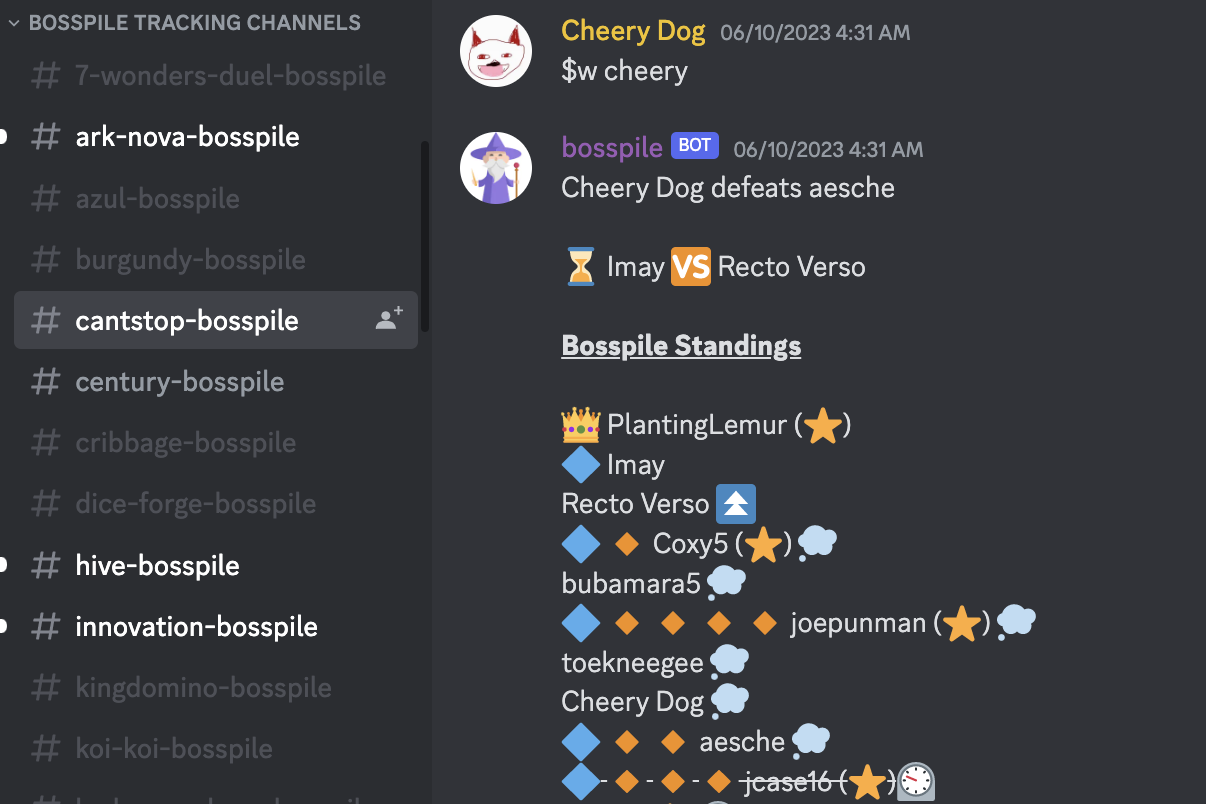 BOSSPILE TRACKING CHANNELS
# 7-wonders-duel-bosspile
# ark-nova-bosspile
# azul-bosspile
# burgundy-bosspile
# cantstop-bosspile
# century-bosspile
# cribbage-bosspile
# dice-forge-bosspile
# hive-bosspile
# innovation-bosspile
# kingdomino-bosspile
# koi-koi-bosspile
Cheery Dog 06/10/2023 4:31 AM
$w cheery
bosspile BOT 06/10/2023 4:31 AM
Cheery Dog defeats aesche
⌛ Imay 🆚 Recto Verso
Bosspile Standings
👑 PlantingLemur (⭐)
🔷 Imay
Recto Verso ⏫
🔷 🔸 Coxy5 (⭐) 💭
bubamara5 💭
🔷 🔸 🔸 🔸 🔸 joepunman (⭐) 💭
toekneegee 💭
Cheery Dog 💭
🔷 🔸 🔸 aesche 💭
🔷 🔸 🔸 🔸 jcase16 (⭐) ⏲